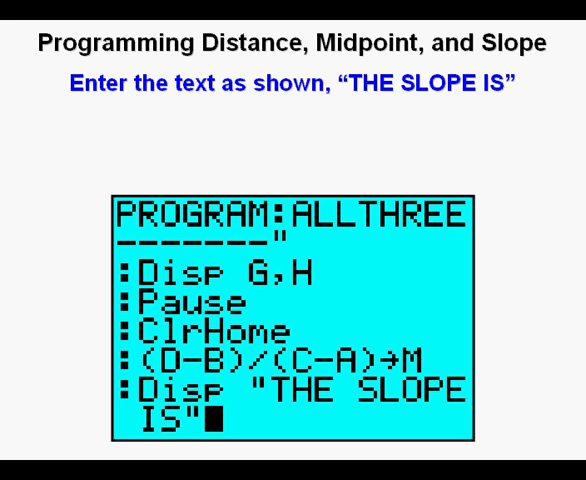 Programming Distance, Midpoint, and Slope
Enter the text as shown, “THE SLOPE IS”
PROGRAM:ALLTHREE
-------"
:Disp G,H
:Pause
:ClrHome
:(D-B)/(C-A)→M
:Disp "THE SLOPE
IS"